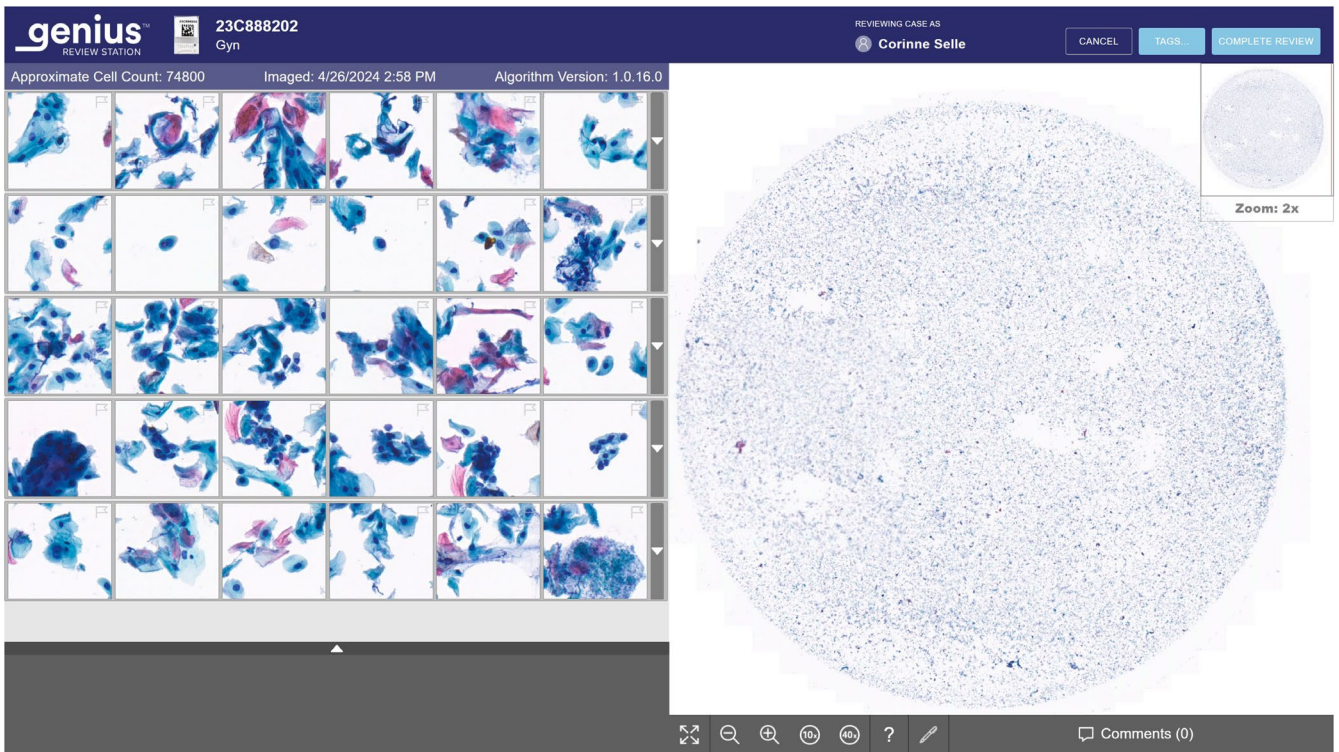 genius™
REVIEW STATION
23C888202
Gyn
REVIEWING CASE AS
Corinne Selle
CANCEL
TAGS...
COMPLETE REVIEW
Approximate Cell Count: 74800 Imaged: 4/26/2024 2:58 PM Algorithm Version: 1.0.16.0
Zoom: 2x
10x
40x
?
Comments (0)